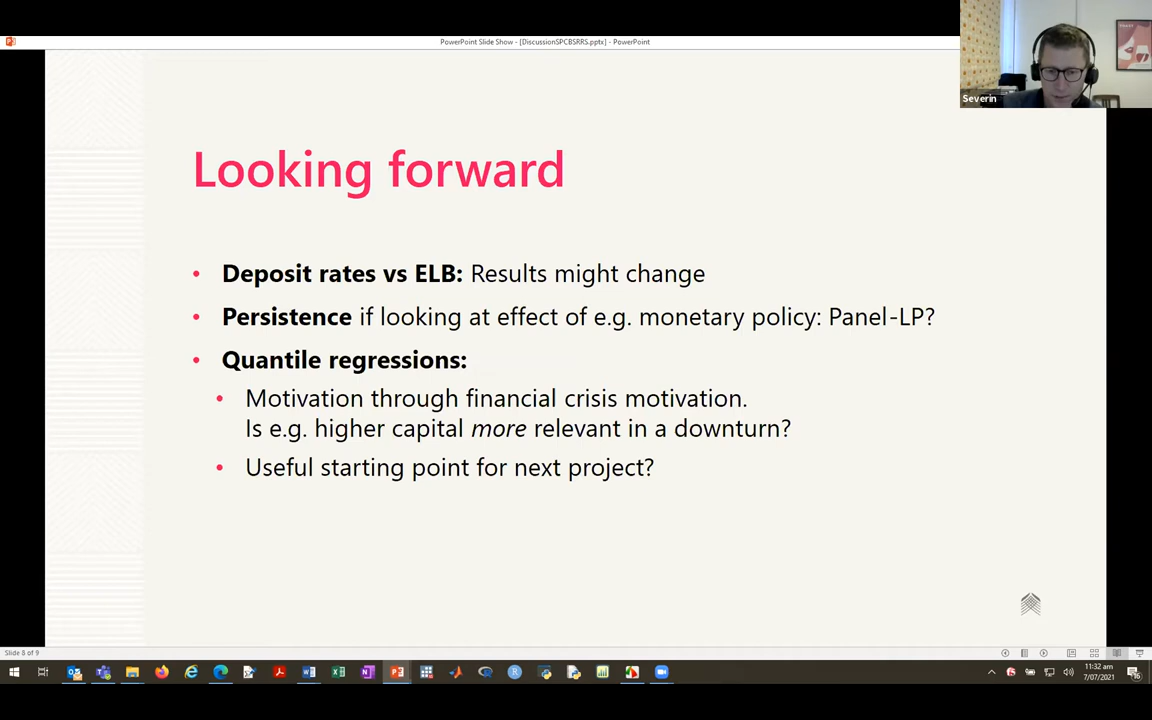 PowerPoint Slide Show - [DiscussionSPCBSRRS.pptx] - PowerPoint
Severin
Looking forward
• Deposit rates vs ELB: Results might change
• Persistence if looking at effect of e.g. monetary policy: Panel-LP?
• Quantile regressions:
• Motivation through financial crisis motivation.
Is e.g. higher capital more relevant in a downturn?
• Useful starting point for next project?
Slide 8 of 9
11:32 am
7/07/2021